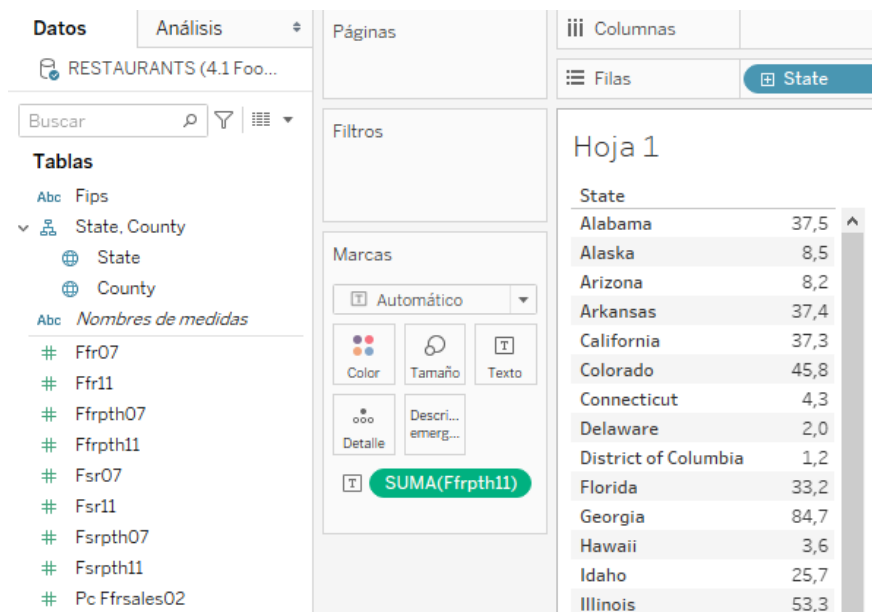 Datos
Análisis
RESTAURANTS (4.1 Foo...
Buscar
Tablas
Abc Fips
State, County
State
County
Abc Nombres de medidas
# Ffr07
# Ffr11
# Ffrpth07
# Ffrpth11
# Fsr07
# Fsr11
# Fsrpth07
# Fsrpth11
# Pc Ffrsales02
Páginas
Filtros
Marcas
T Automático
Color
Tamaño
T
Texto
Detalle
Descri...
emerg...
T SUMA(Ffrpth11)
iii Columnas
Filas
State
Hoja 1
State
Alabama 37,5
Alaska 8,5
Arizona 8,2
Arkansas 37,4
California 37,3
Colorado 45,8
Connecticut 4,3
Delaware 2,0
District of Columbia 1,2
Florida 33,2
Georgia 84,7
Hawaii 3,6
Idaho 25,7
Illinois 53,3